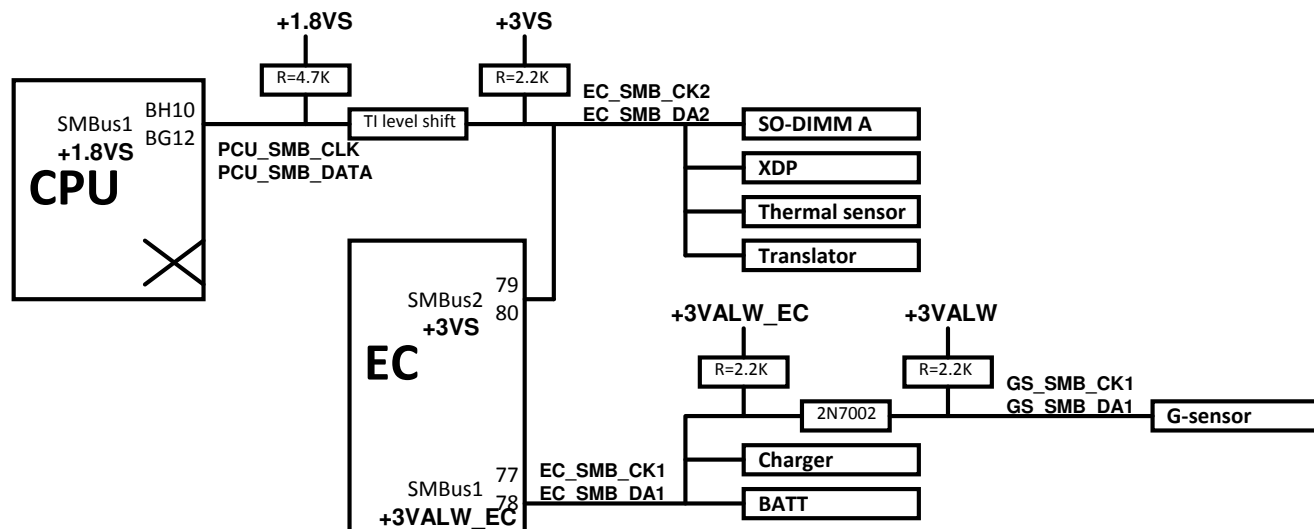 +1.8VS
+3VS
R=4.7K
R=2.2K
EC_SMB_CK2
EC_SMB_DA2
BH10
SMBus1
BG12
+1.8VS
CPU
TI level shift
SO-DIMM A
PCU_SMB_CLK
PCU_SMB_DATA
XDP
Thermal sensor
Translator
79
SMBus2
80
+3VS
EC
+3VALW_EC
+3VALW
R=2.2K
R=2.2K
GS_SMB_CK1
GS_SMB_DA1
2N7002
G-sensor
Charger
77
EC_SMB_CK1
SMBus1
EC_SMB_DA1
78
BATT
+3VALW_EC